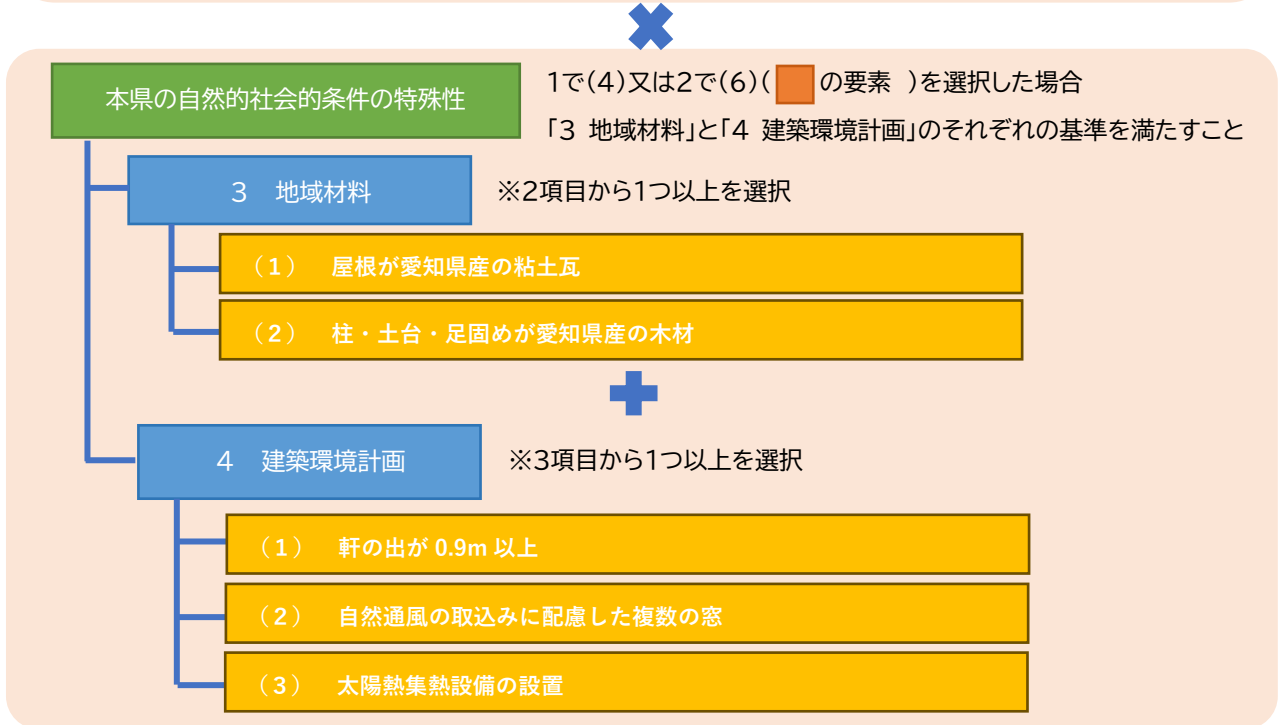 本県の自然的社会的条件の特殊性
1で(4)又は2で(6)( の要素 )を選択した場合
「3 地域材料」と「4 建築環境計画」のそれぞれの基準を満たすこと
3 地域材料
※2項目から1つ以上を選択
(1) 屋根が愛知県産の粘土瓦
(2) 柱・土台・足固めが愛知県産の木材
4 建築環境計画
※3項目から1つ以上を選択
(1) 軒の出が 0.9m 以上
(2) 自然通風の取込みに配慮した複数の窓
(3) 太陽熱集熱設備の設置